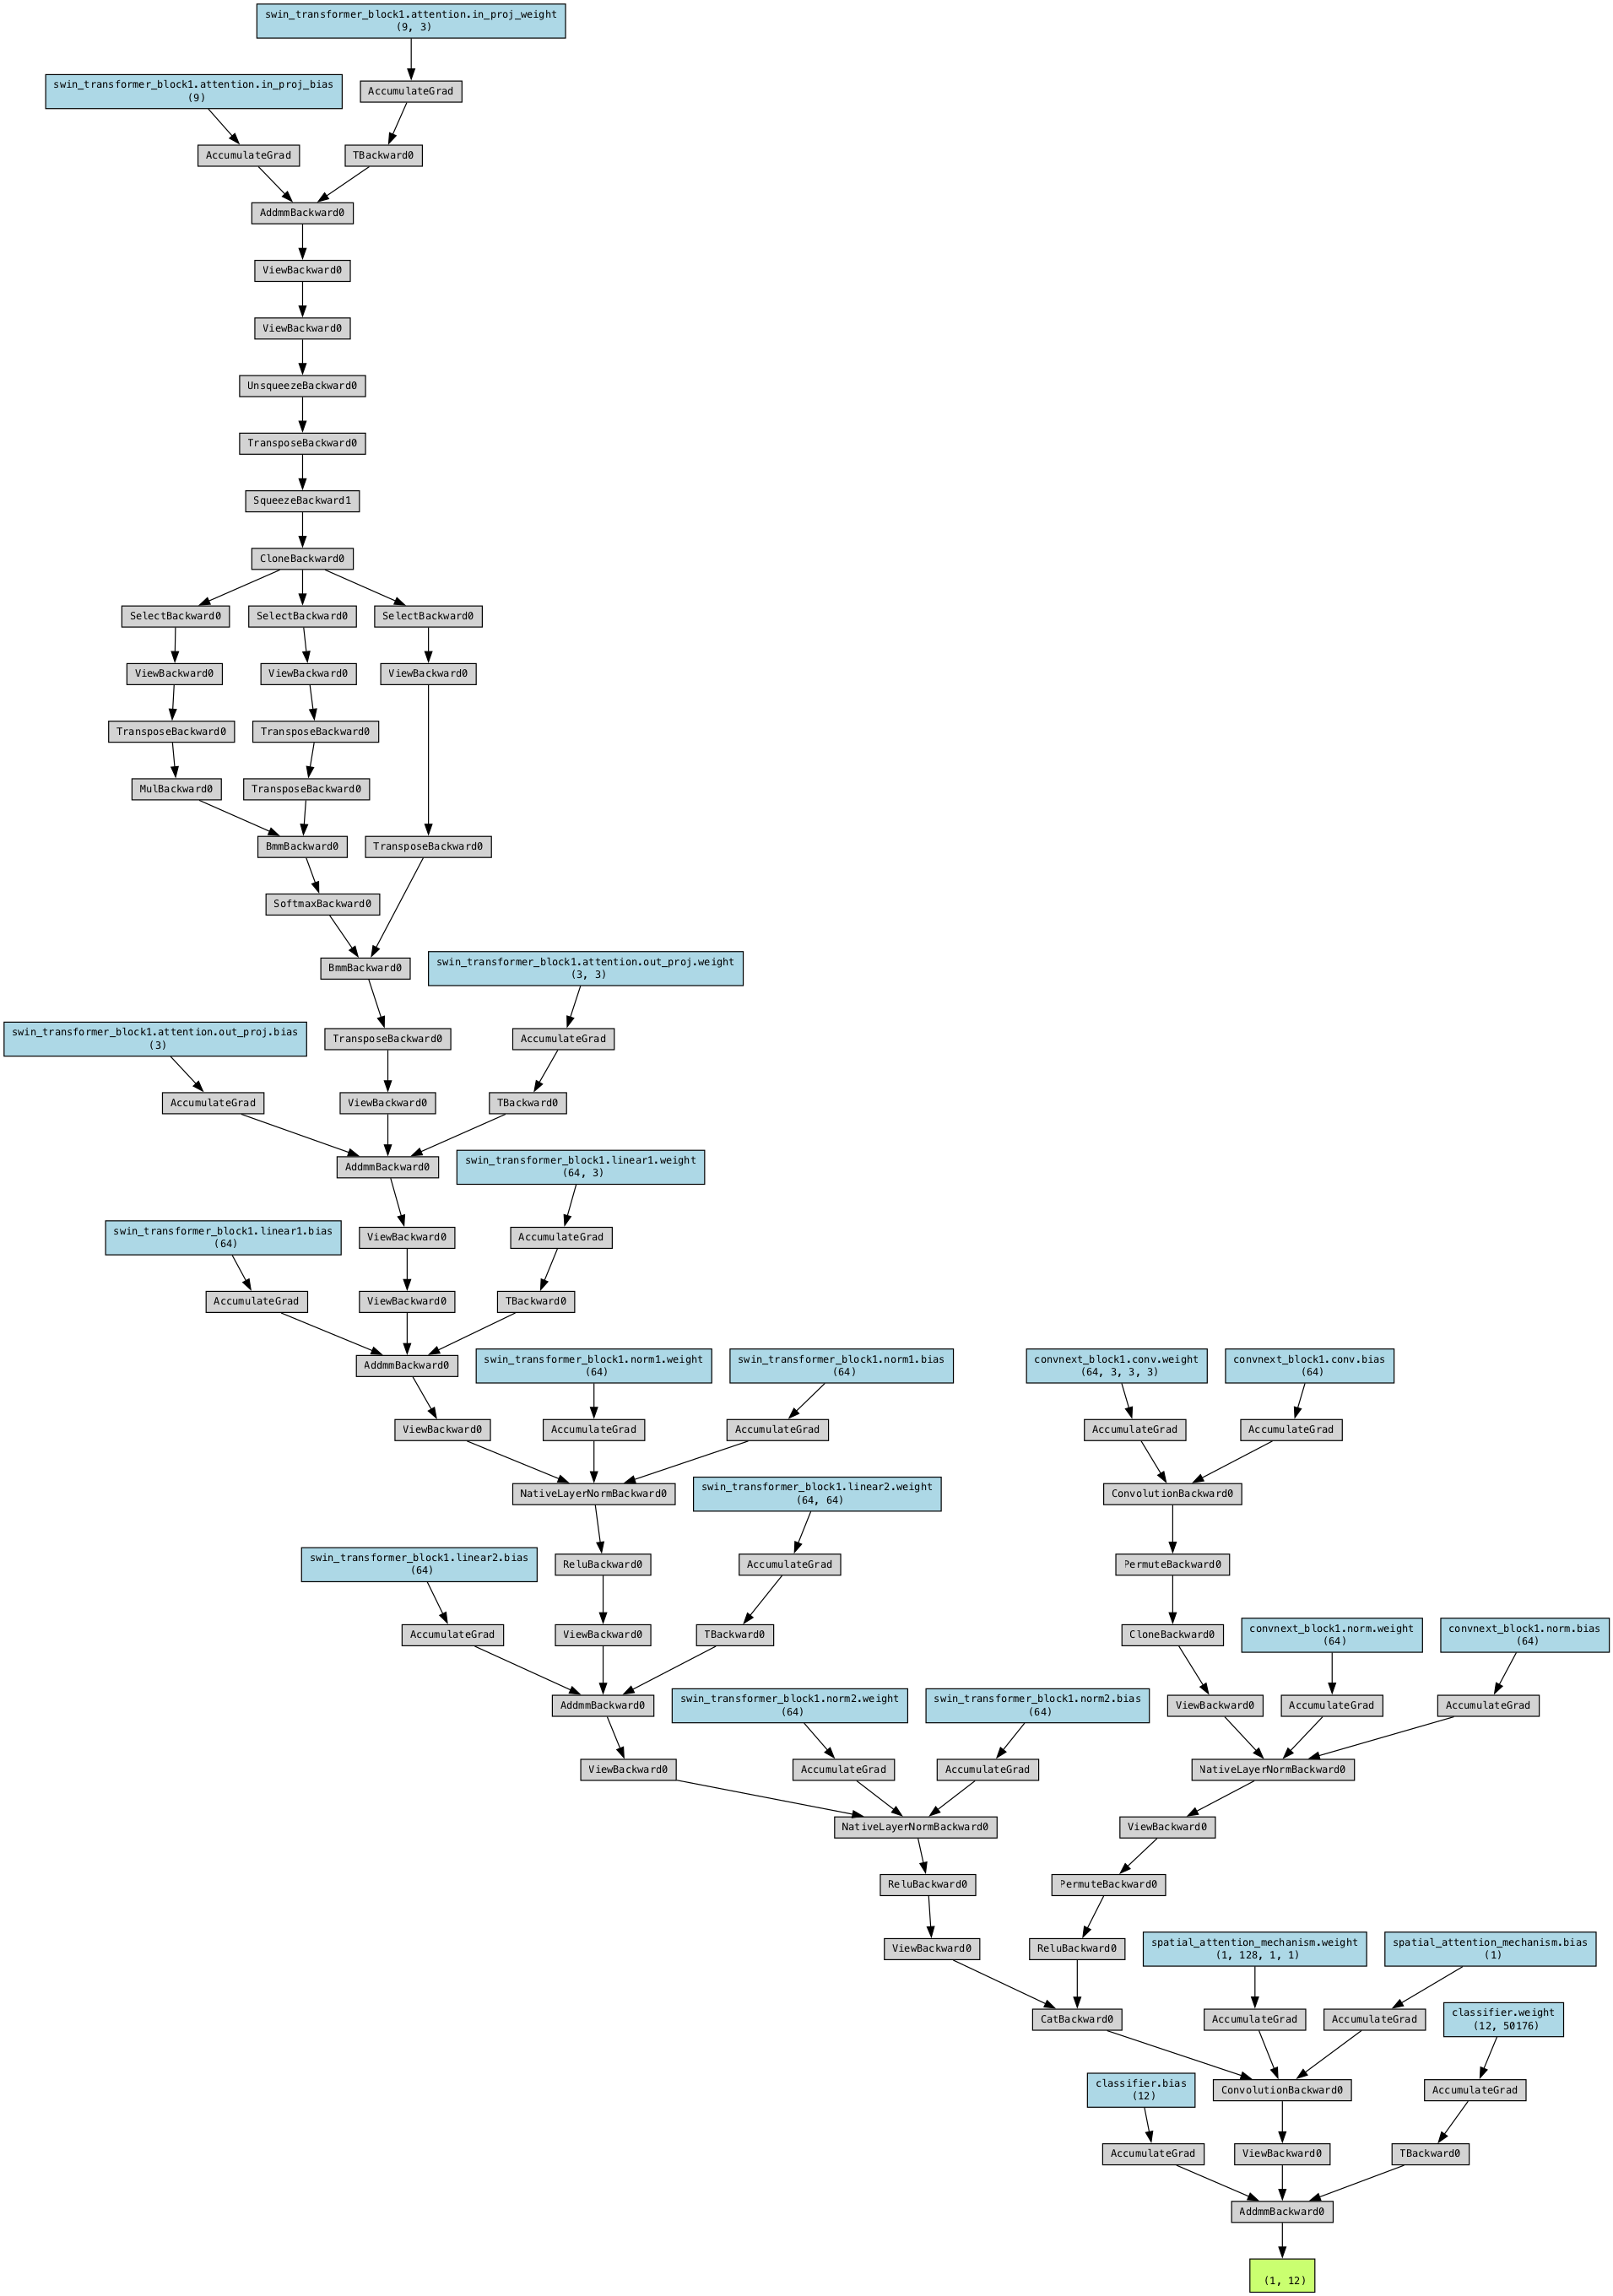 swin_transformer_block1.attention.in_proj_weight
(9, 3)
swin_transformer_block1.attention.in_proj_bias
(9)
AccumulateGrad
AccumulateGrad
TBackward0
AddmmBackward0
ViewBackward0
ViewBackward0
UnsqueezeBackward0
TransposeBackward0
SqueezeBackward1
CloneBackward0
SelectBackward0
SelectBackward0
SelectBackward0
ViewBackward0
ViewBackward0
ViewBackward0
TransposeBackward0
TransposeBackward0
MulBackward0
TransposeBackward0
BmmBackward0
TransposeBackward0
SoftmaxBackward0
BmmBackward0
swin_transformer_block1.attention.out_proj.weight
(3, 3)
swin_transformer_block1.attention.out_proj.bias
(3)
TransposeBackward0
AccumulateGrad
AccumulateGrad
ViewBackward0
TBackward0
AddmmBackward0
swin_transformer_block1.linear1.weight
(64, 3)
swin_transformer_block1.linear1.bias
(64)
ViewBackward0
AccumulateGrad
AccumulateGrad
ViewBackward0
TBackward0
AddmmBackward0
swin_transformer_block1.norm1.weight
(64)
swin_transformer_block1.norm1.bias
(64)
convnext_block1.conv.weight
(64, 3, 3, 3)
convnext_block1.conv.bias
(64)
ViewBackward0
AccumulateGrad
AccumulateGrad
AccumulateGrad
AccumulateGrad
NativeLayerNormBackward0
swin_transformer_block1.linear2.weight
(64, 64)
ConvolutionBackward0
swin_transformer_block1.linear2.bias
(64)
ReluBackward0
AccumulateGrad
PermuteBackward0
AccumulateGrad
ViewBackward0
TBackward0
CloneBackward0
convnext_block1.norm.weight
(64)
convnext_block1.norm.bias
(64)
AddmmBackward0
swin_transformer_block1.norm2.weight
(64)
swin_transformer_block1.norm2.bias
(64)
ViewBackward0
AccumulateGrad
AccumulateGrad
ViewBackward0
AccumulateGrad
AccumulateGrad
NativeLayerNormBackward0
NativeLayerNormBackward0
ViewBackward0
ReluBackward0
PermuteBackward0
ViewBackward0
ReluBackward0
spatial_attention_mechanism.weight
(1, 128, 1, 1)
spatial_attention_mechanism.bias
(1)
CatBackward0
AccumulateGrad
AccumulateGrad
classifier.weight
(12, 50176)
classifier.bias
(12)
ConvolutionBackward0
AccumulateGrad
AccumulateGrad
ViewBackward0
TBackward0
AddmmBackward0
(1, 12)